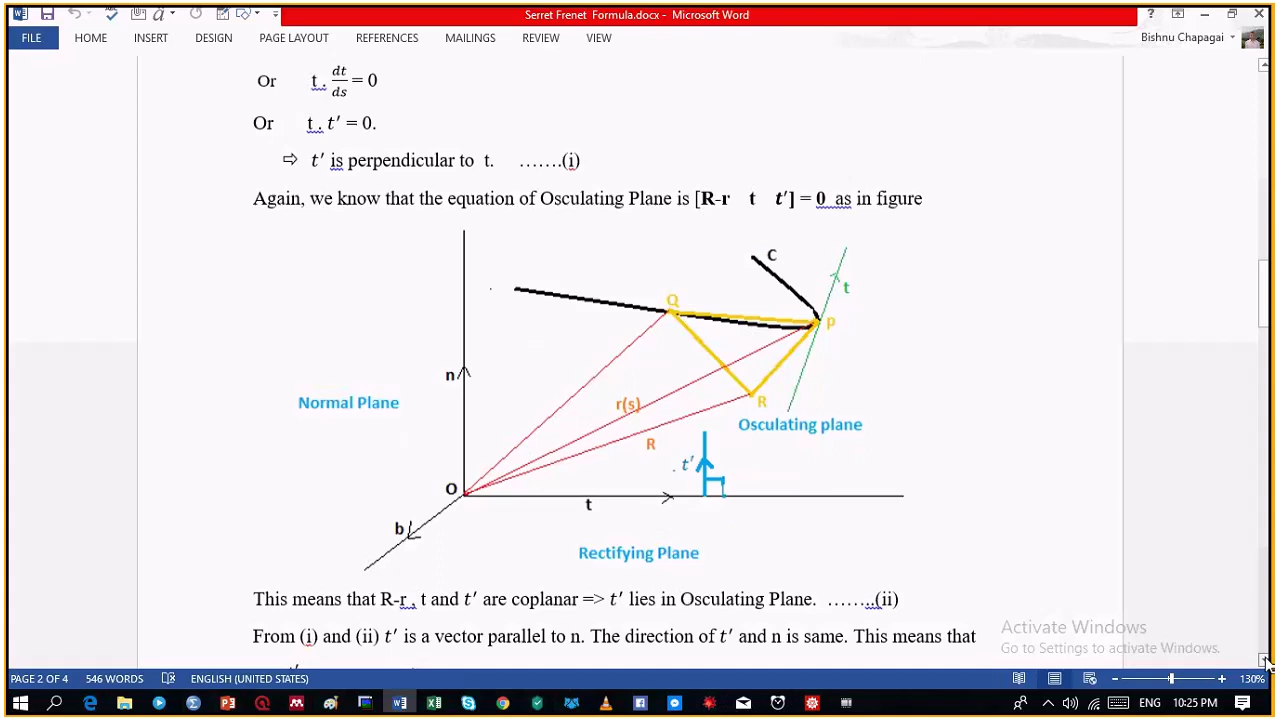 Serret Frenet Formula.docx - Microsoft Word
FILE HOME INSERT DESIGN PAGE LAYOUT REFERENCES MAILINGS REVIEW VIEW Bishnu Chapagai
Or t . dt/ds = 0
Or t . t′ = 0.
⇨ t′ is perpendicular to t. …….(i)
Again, we know that the equation of Osculating Plane is [R-r t t′] = 0 as in figure
C
t
Q
P
n
Normal Plane
r(s)
R
Osculating plane
R
t′
O
t
b
Rectifying Plane
This means that R-r , t and t′ are coplanar => t′ lies in Osculating Plane. ……..(ii)
From (i) and (ii) t′ is a vector parallel to n. The direction of t′ and n is same. This means that
Activate Windows
Go to Settings to activate Windows.
PAGE 2 OF 4 546 WORDS ENGLISH (UNITED STATES) 130%
ENG 10:25 PM